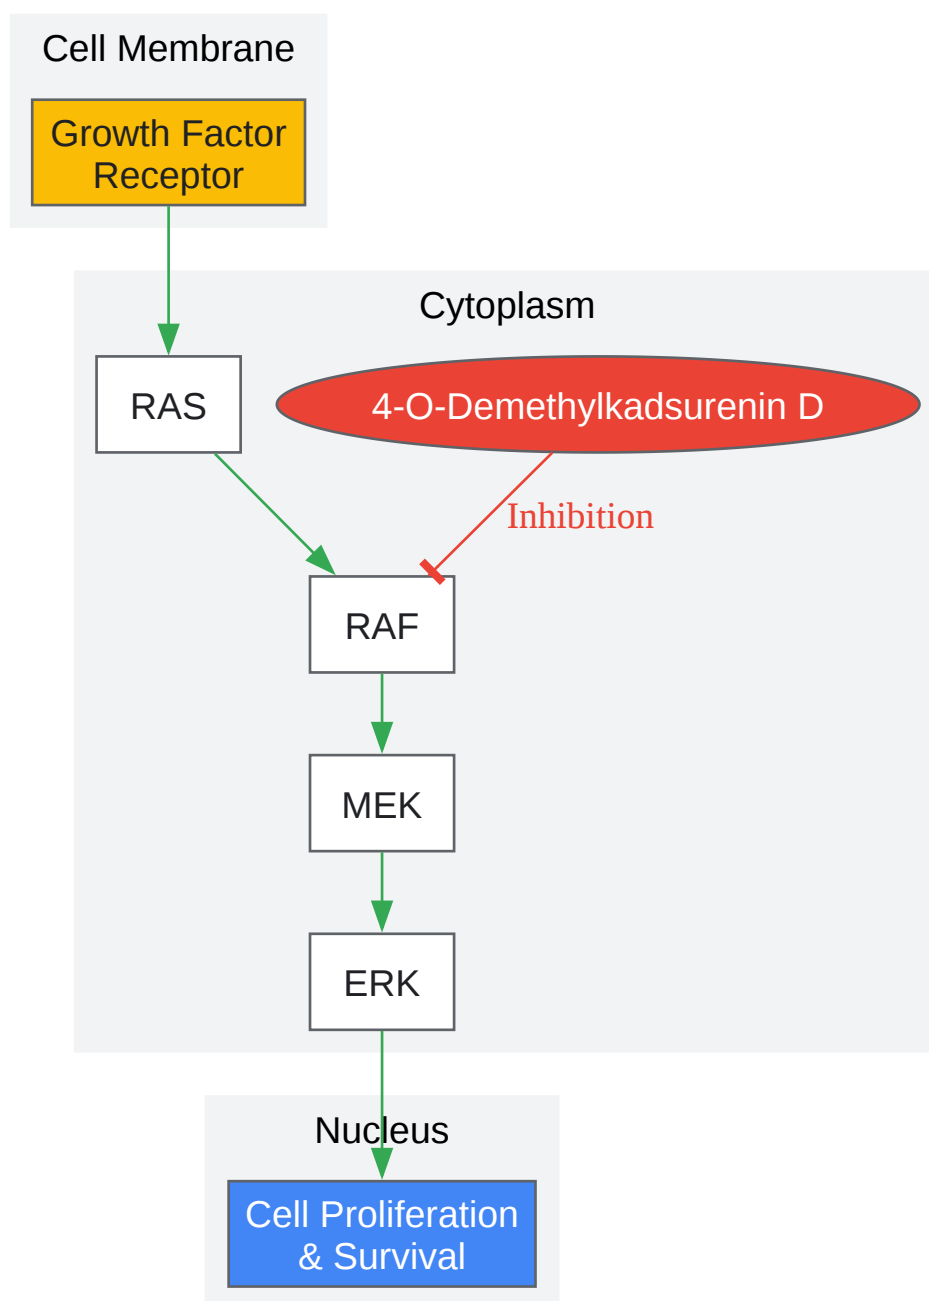 Cell Membrane
Growth Factor
Receptor
Cytoplasm
RAS
4-O-Demethylkadsurenin D
Inhibition
RAF
MEK
ERK
Nucleus
Cell Proliferation
& Survival